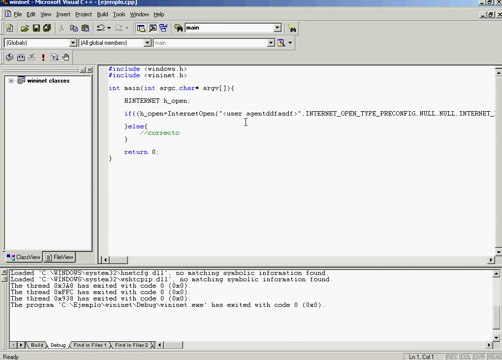 wininet - Microsoft Visual C++ - [ejemplo.cpp]
File Edit View Insert Project Build Tools Window Help
main
(Globals) (All global members) main
wininet classes
#include <windows.h>
#include <wininet.h>
int main(int argc,char* argv[]){
HINTERNET h_open;
if((h_open=InternetOpen("<user agentddfasdf>",INTERNET_OPEN_TYPE_PRECONFIG,NULL,NULL,INTERNET_
}else{
//correcto
}
return 0;
}
ClassView FileView
Loaded 'C:\WINDOWS\system32\hnetcfg.dll', no matching symbolic information found.
Loaded 'C:\WINDOWS\system32\wshtcpip.dll', no matching symbolic information found.
The thread 0x3A8 has exited with code 0 (0x0).
The thread 0xFFC has exited with code 0 (0x0).
The thread 0x938 has exited with code 0 (0x0).
The program 'C:\Ejemplo\wininet\Debug\wininet.exe' has exited with code 0 (0x0).
Build Debug Find in Files 1 Find in Files 2
Ready Ln 1, Col 1 REC COL OVR READ